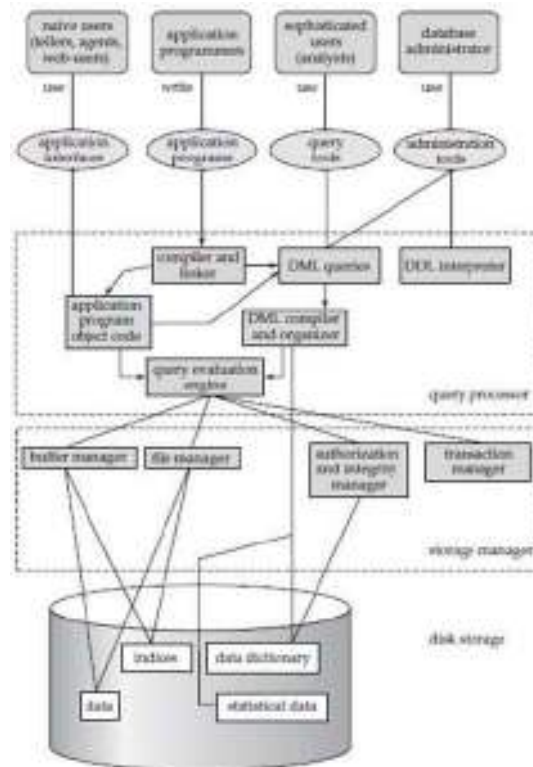 naive users
(tellers, agents,
web-users)
application
programmers
sophisticated
users
(analysts)
database
administrator
use
write
use
use
application
interfaces
application
programs
query
tools
administration
tools
compiler and
linker
DML queries
DDL interpreter
application
program
object code
DML compiler
and organizer
query evaluation
engine
query processor
buffer manager
file manager
authorization
and integrity
manager
transaction
manager
storage manager
disk storage
indices
data dictionary
data
statistical data